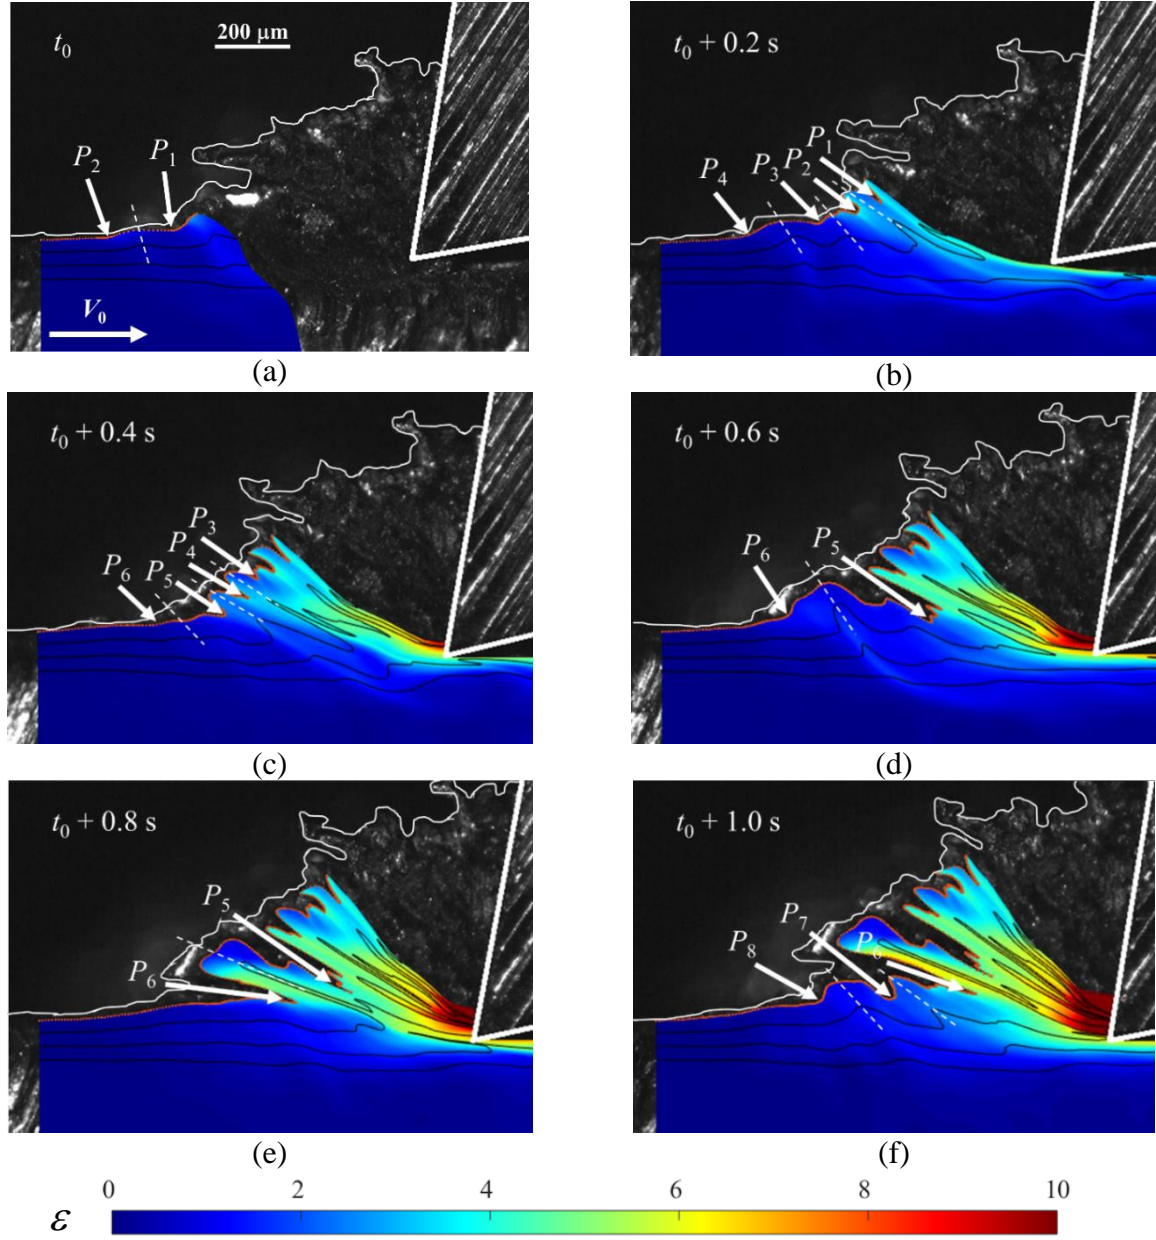 t₀
200 μm
P₂
P₁
V₀
(a)
t₀ + 0.2 s
P₁
P₂
P₃
P₄
(b)
t₀ + 0.4 s
P₃
P₄
P₅
P₆
(c)
t₀ + 0.6 s
P₅
P₆
(d)
t₀ + 0.8 s
P₅
P₆
(e)
t₀ + 1.0 s
P₇
P₈
P₆
(f)
0 2 4 6 8 10
ε